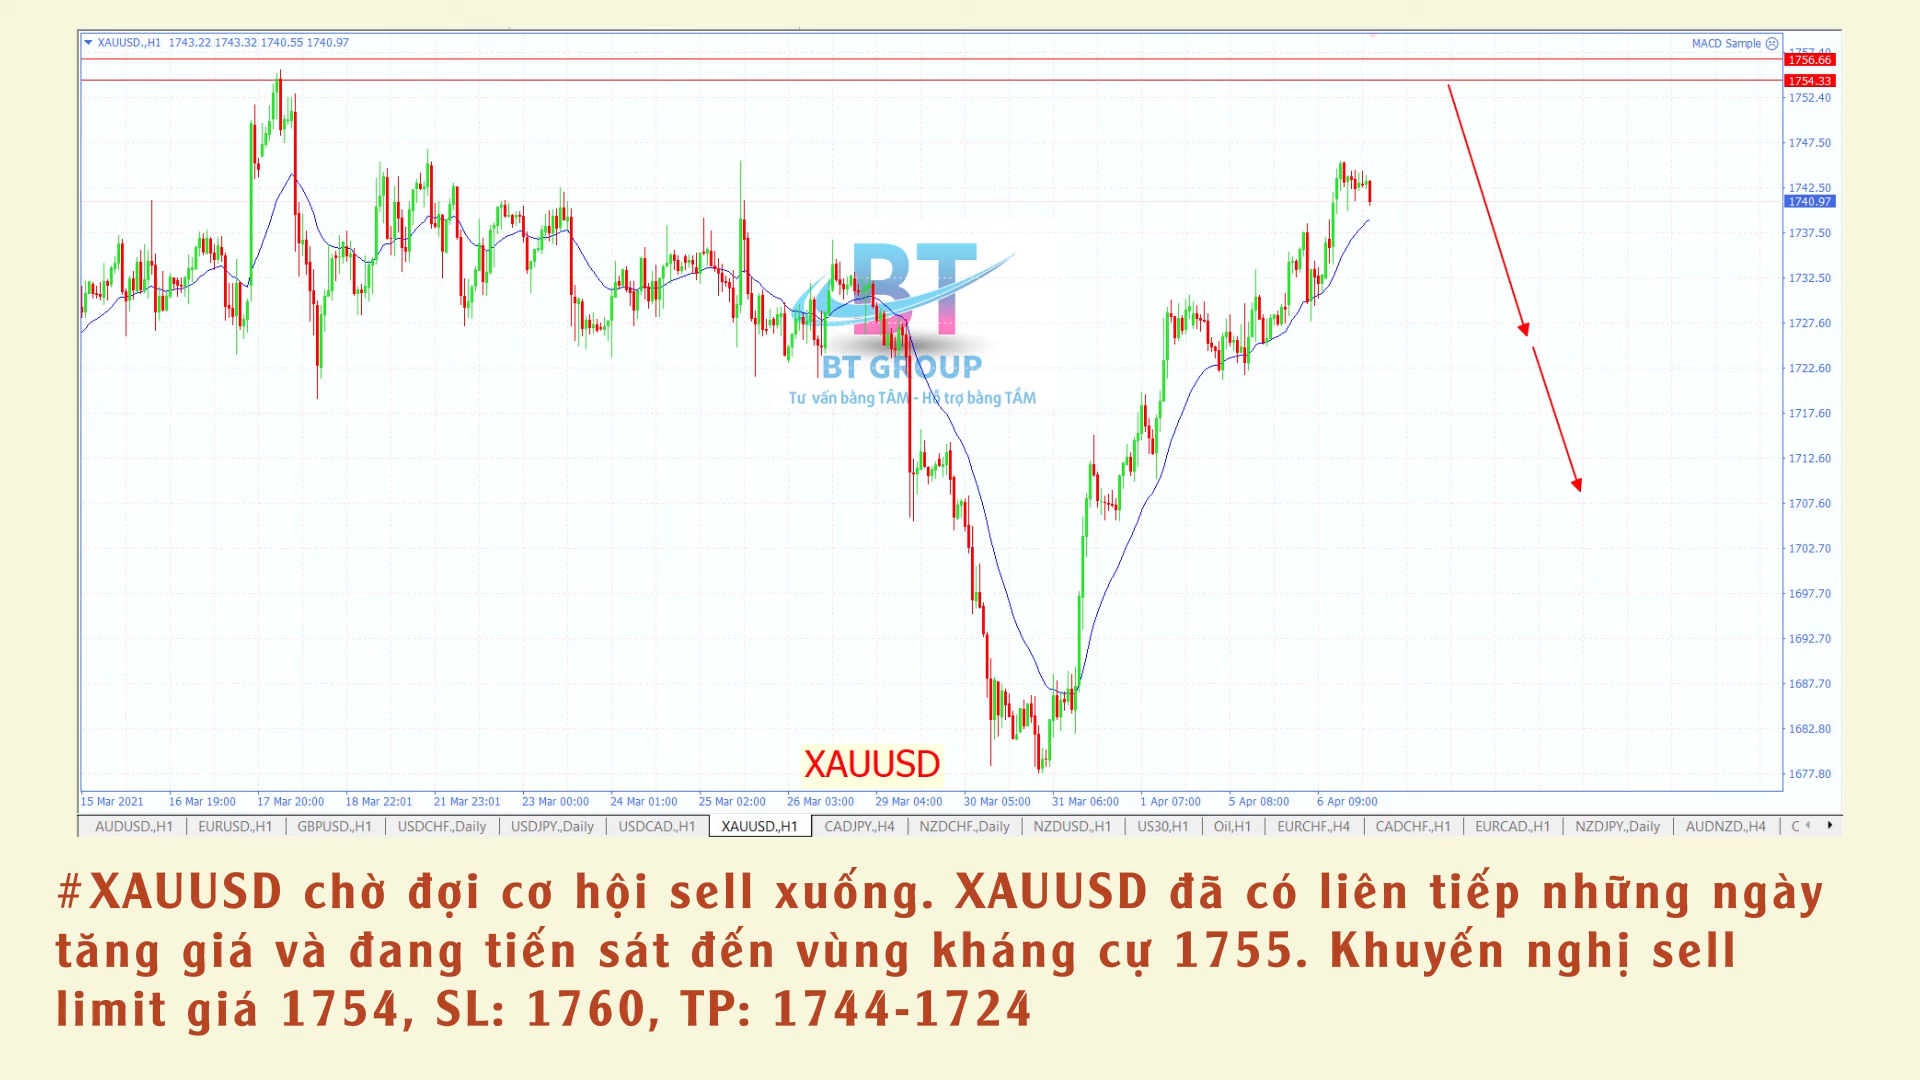 XAUUSD.,H1 1743.22 1743.32 1740.55 1740.97
MACD Sample
1757.40
1756.66
1754.33
1752.40
1747.50
1742.50
1740.97
1737.50
1732.50
1727.60
1722.60
1717.60
1712.60
1707.60
1702.70
1697.70
1692.70
1687.70
1682.80
1677.80
BT
BT GROUP
Tư vấn bằng TÂM - Hỗ trợ bằng TẦM
XAUUSD
15 Mar 2021 16 Mar 19:00 17 Mar 20:00 18 Mar 22:01 21 Mar 23:01 23 Mar 00:00 24 Mar 01:00 25 Mar 02:00 26 Mar 03:00 29 Mar 04:00 30 Mar 05:00 31 Mar 06:00 1 Apr 07:00 5 Apr 08:00 6 Apr 09:00
AUDUSD.,H1 EURUSD.,H1 GBPUSD.,H1 USDCHF.,Daily USDJPY.,Daily USDCAD.,H1 XAUUSD.,H1 CADJPY.,H4 NZDCHF.,Daily NZDUSD.,H1 US30,H1 Oil,H1 EURCHF.,H4 CADCHF.,H1 EURCAD.,H1 NZDJPY.,Daily AUDNZD.,H4 C
#XAUUSD chờ đợi cơ hội sell xuống. XAUUSD đã có liên tiếp những ngày
tăng giá và đang tiến sát đến vùng kháng cự 1755. Khuyến nghị sell
limit giá 1754, SL: 1760, TP: 1744-1724